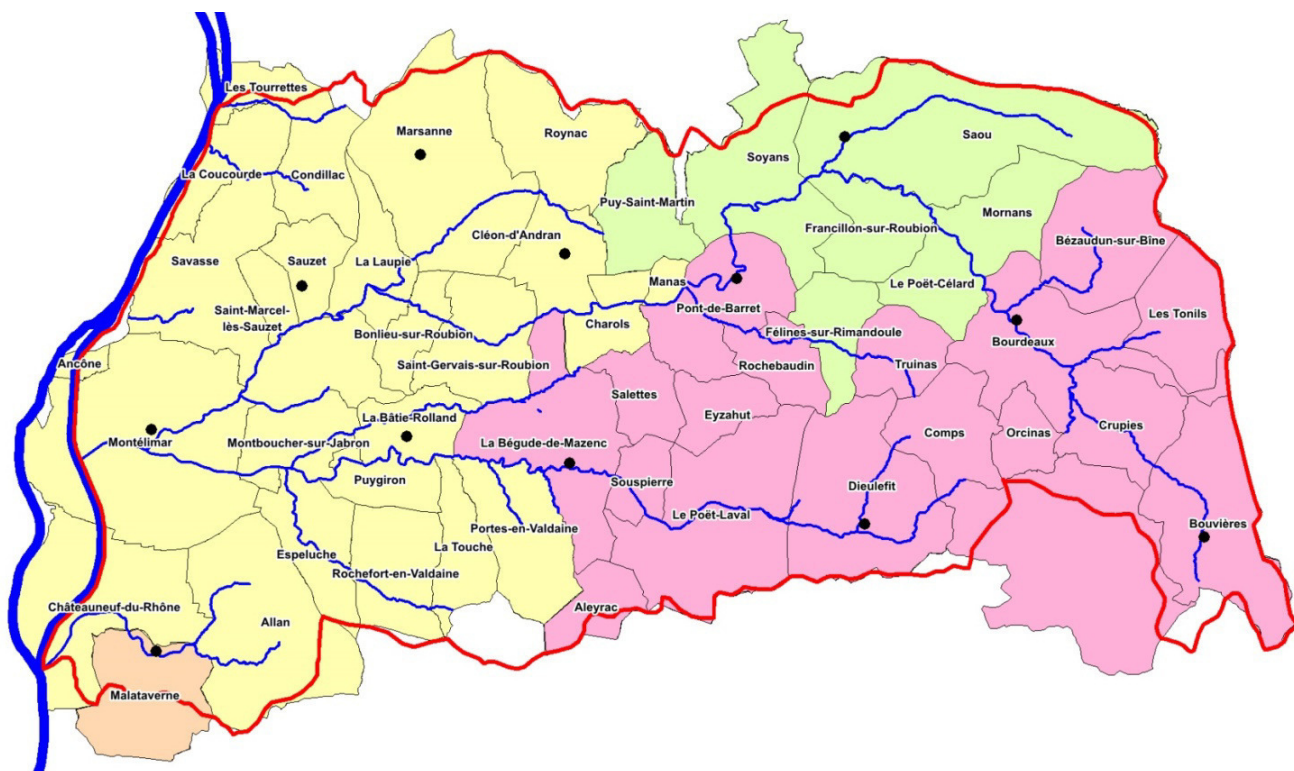 Les Tourrettes
Marsanne
Roynac
Saou
Soyans
La Coucourde
Condillac
Puy-Saint-Martin
Mornans
Francillon-sur-Roubion
Cléon-d'Andran
Bézaudun-sur-Bîne
Savasse
Sauzet
La Laupie
Manas
Le Poët-Célard
Saint-Marcel-
lès-Sauzet
Pont-de-Barret
Les Tonils
Bonlieu-sur-Roubion
Charols
Félines-sur-Rimandoule
Bourdeaux
Ancône
Saint-Gervais-sur-Roubion
Rochebaudin
Truinas
Salettes
La Bâtie-Rolland
Eyzahut
Crupies
Montélimar
Montboucher-sur-Jabron
La Bégude-de-Mazenc
Comps
Orcinas
Puygiron
Souspierre
Dieulefit
Le Poët-Laval
Bouvières
Portes-en-Valdaine
La Touche
Espeluche
Rochefort-en-Valdaine
Châteauneuf-du-Rhône
Aleyrac
Allan
Malataverne